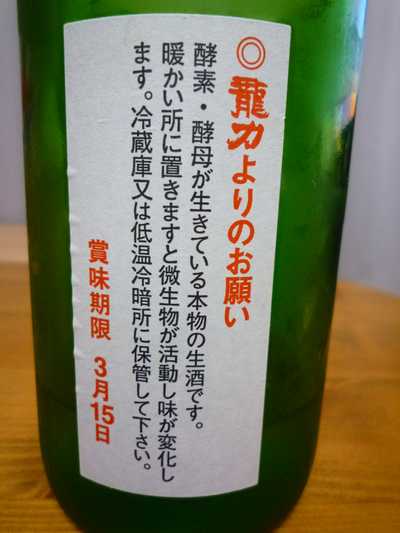 ◎龍力よりのお願い
酵素・酵母が生きている本物の生酒です。
暖かい所に置きますと微生物が活動し味が変化し
ます。冷蔵庫又は低温冷暗所に保管して下さい。
賞味期限 3月15日